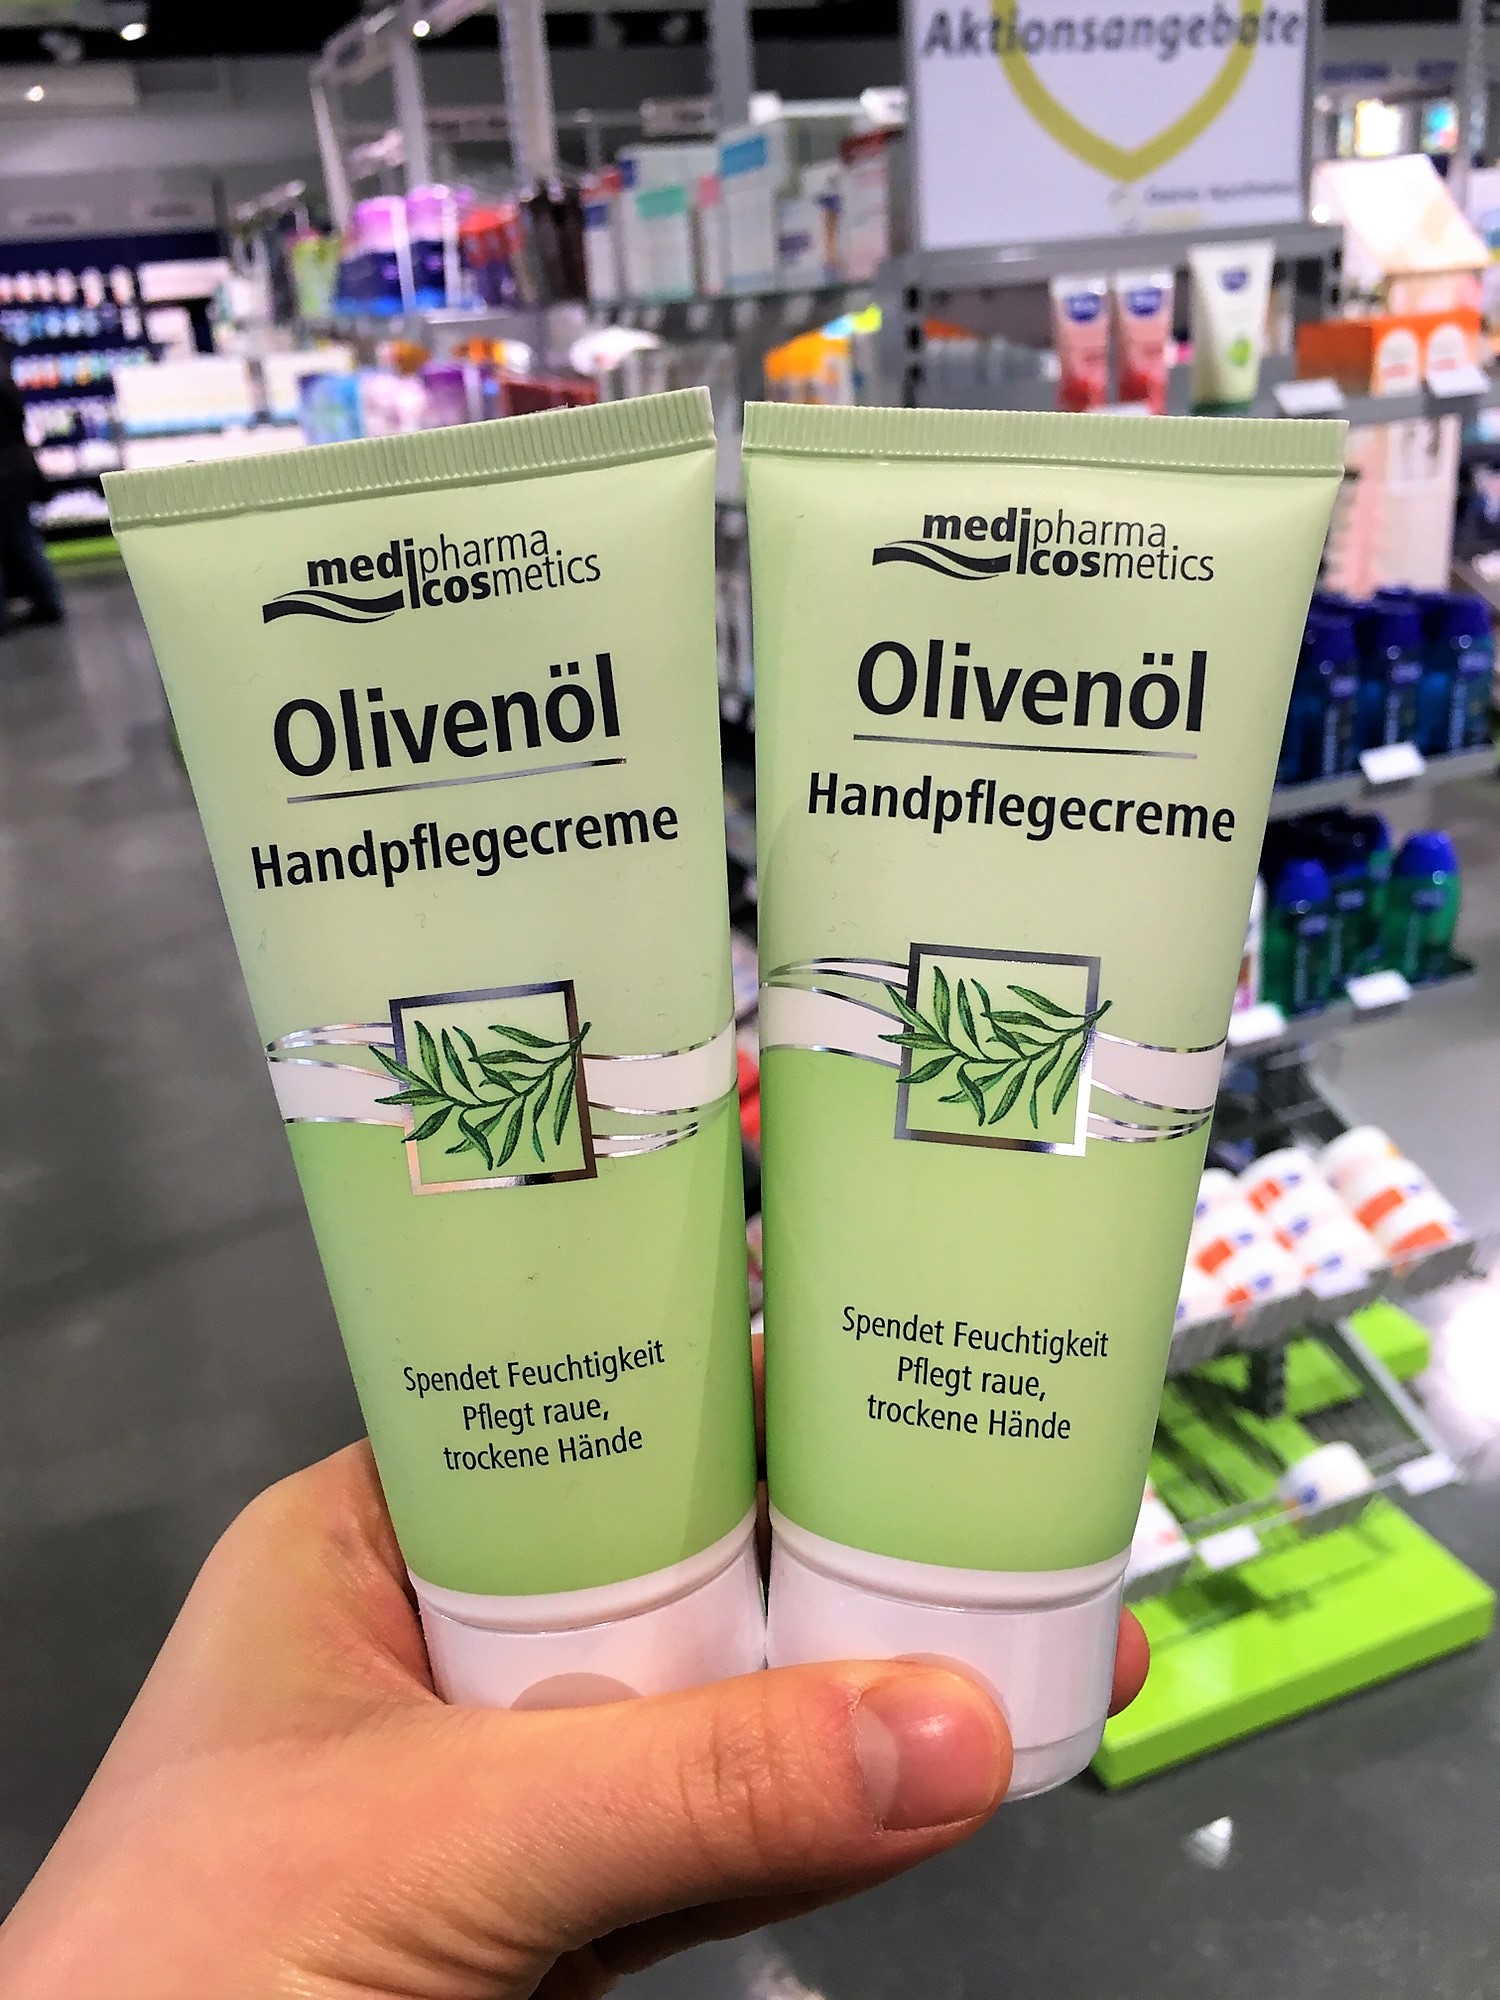 Aktionsangebote
medipharma
cosmetics
Olivenöl
Handpflegecreme
Spendet Feuchtigkeit
Pflegt raue,
trockene Hände
medipharma
cosmetics
Olivenöl
Handpflegecreme
Spendet Feuchtigkeit
Pflegt raue,
trockene Hände